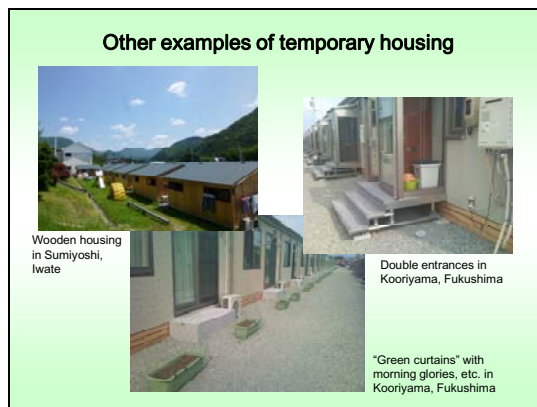 Other examples of temporary housing
Wooden housing
in Sumiyoshi,
Iwate
Double entrances in
Kooriyama, Fukushima
“Green curtains” with
morning glories, etc. in
Kooriyama, Fukushima